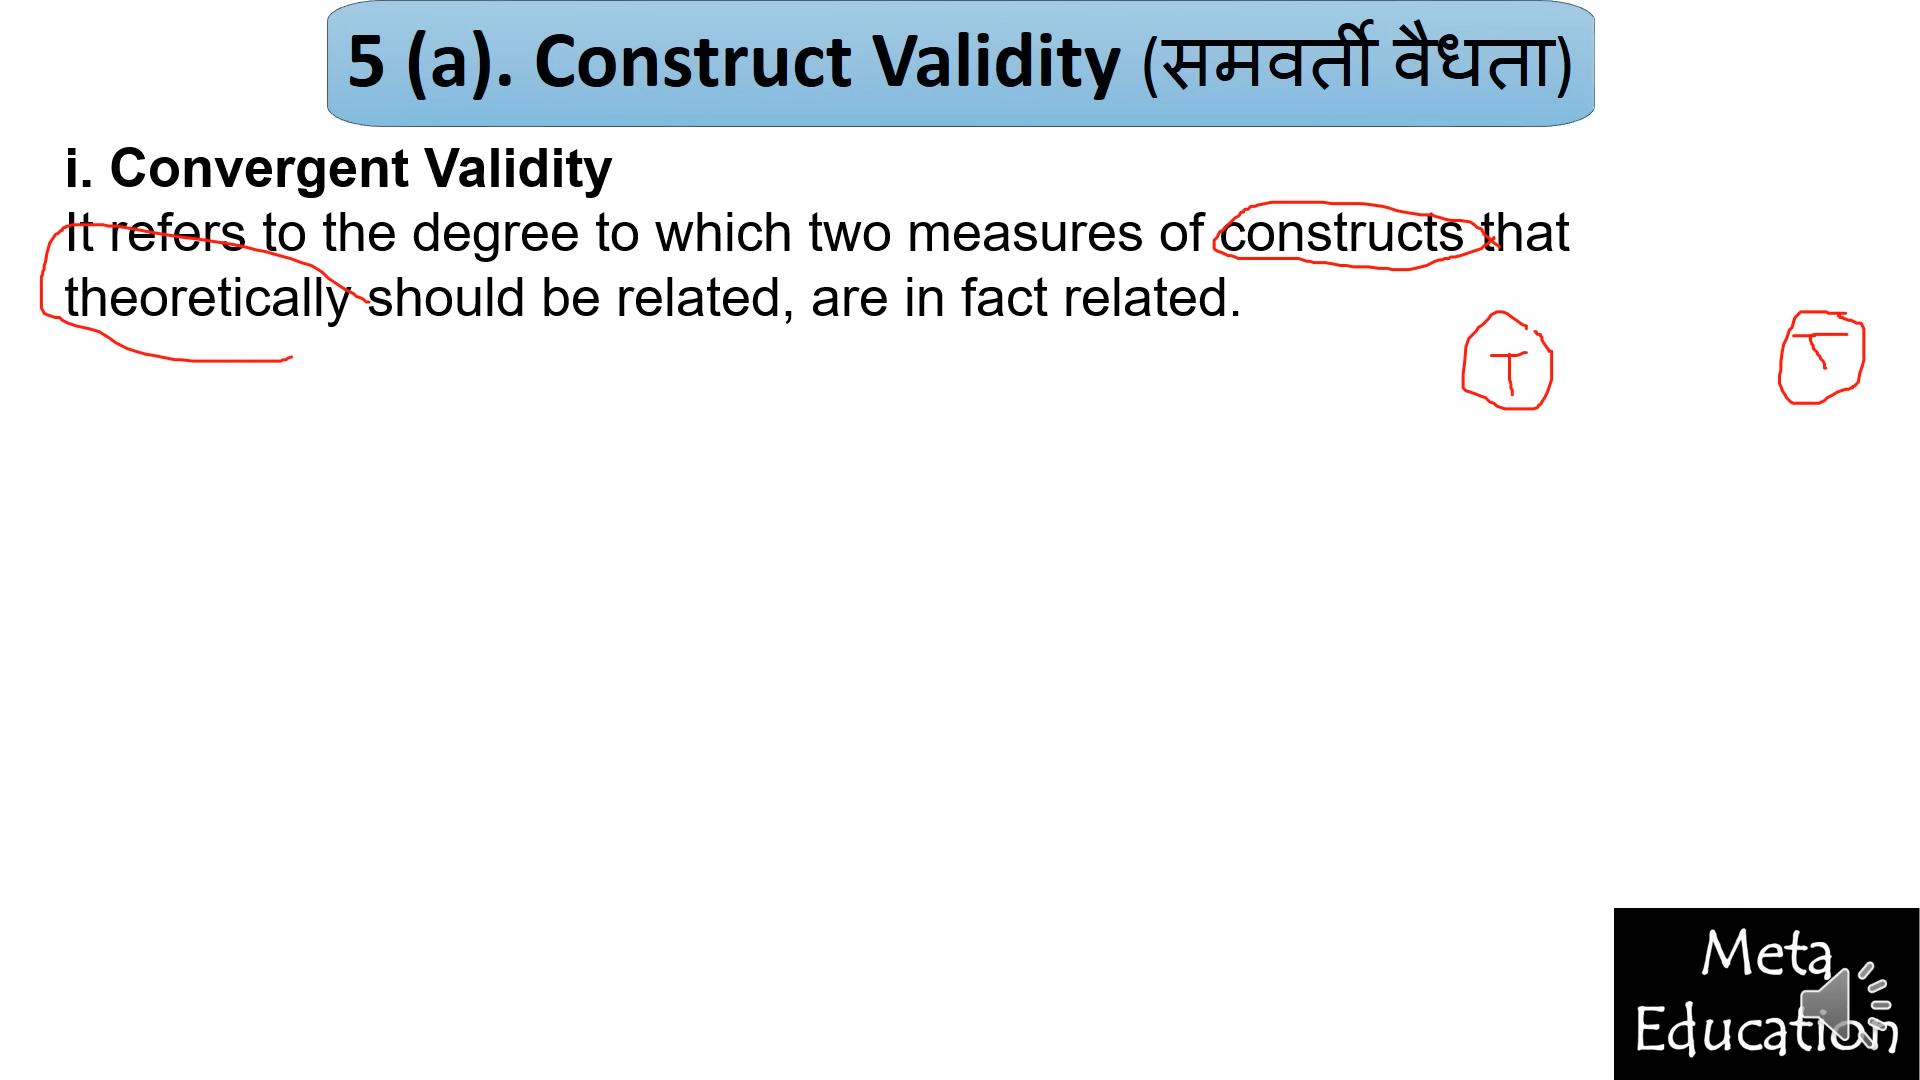 5 (a). Construct Validity (समवर्ती वैधता)
i. Convergent Validity
It refers to the degree to which two measures of constructs that
theoretically should be related, are in fact related.
T T
Meta
Education